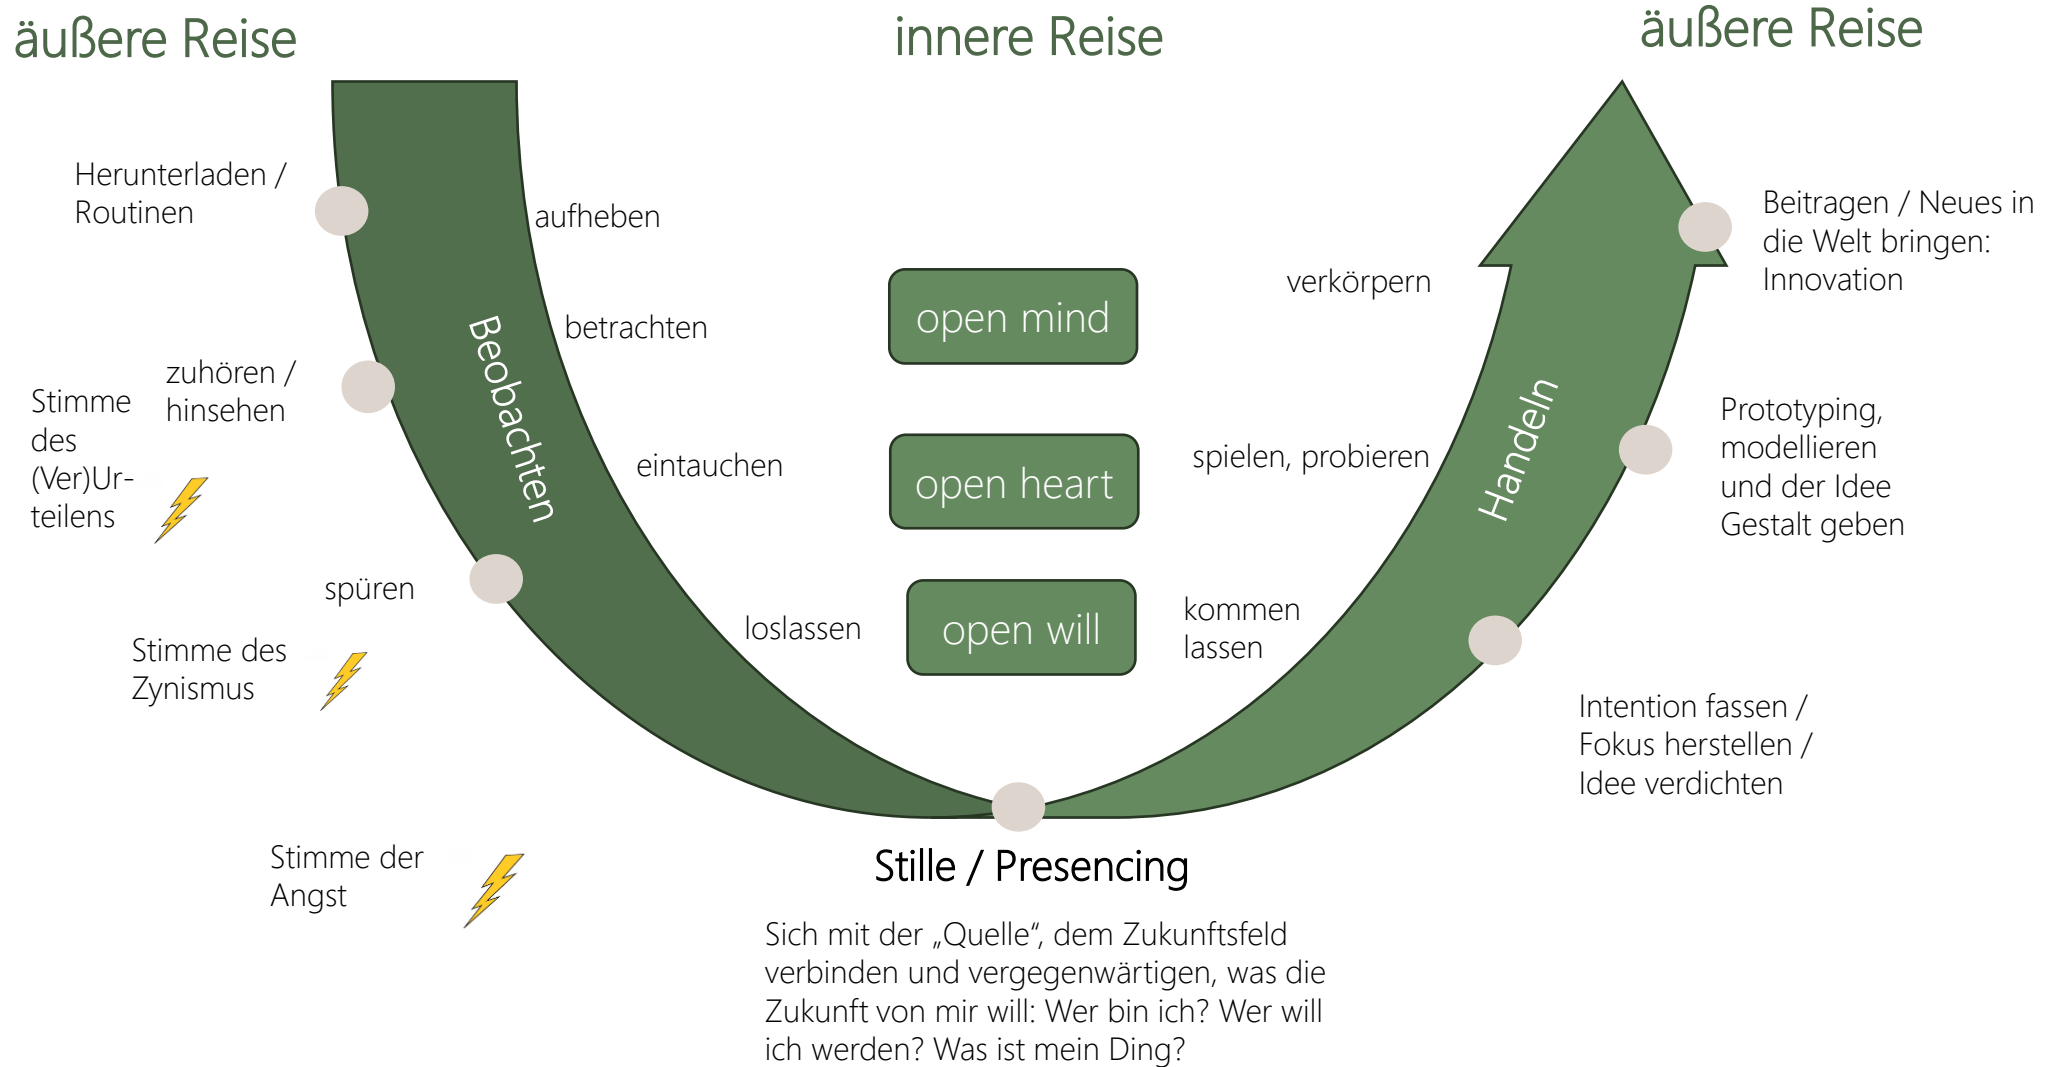 äußere Reise
innere Reise
äußere Reise
Herunterladen /
Routinen
zuhören /
hinsehen
Stimme
des
(Ver)Ur-
teilens
spüren
Stimme des
Zynismus
Stimme der
Angst
Beobachten
aufheben
betrachten
eintauchen
loslassen
open mind
open heart
open will
verkörpern
spielen, probieren
kommen
lassen
Handeln
Beitragen / Neues in
die Welt bringen:
Innovation
Prototyping,
modellieren
und der Idee
Gestalt geben
Intention fassen /
Fokus herstellen /
Idee verdichten
Stille / Presencing
Sich mit der „Quelle“, dem Zukunftsfeld
verbinden und vergegenwärtigen, was die
Zukunft von mir will: Wer bin ich? Wer will
ich werden? Was ist mein Ding?